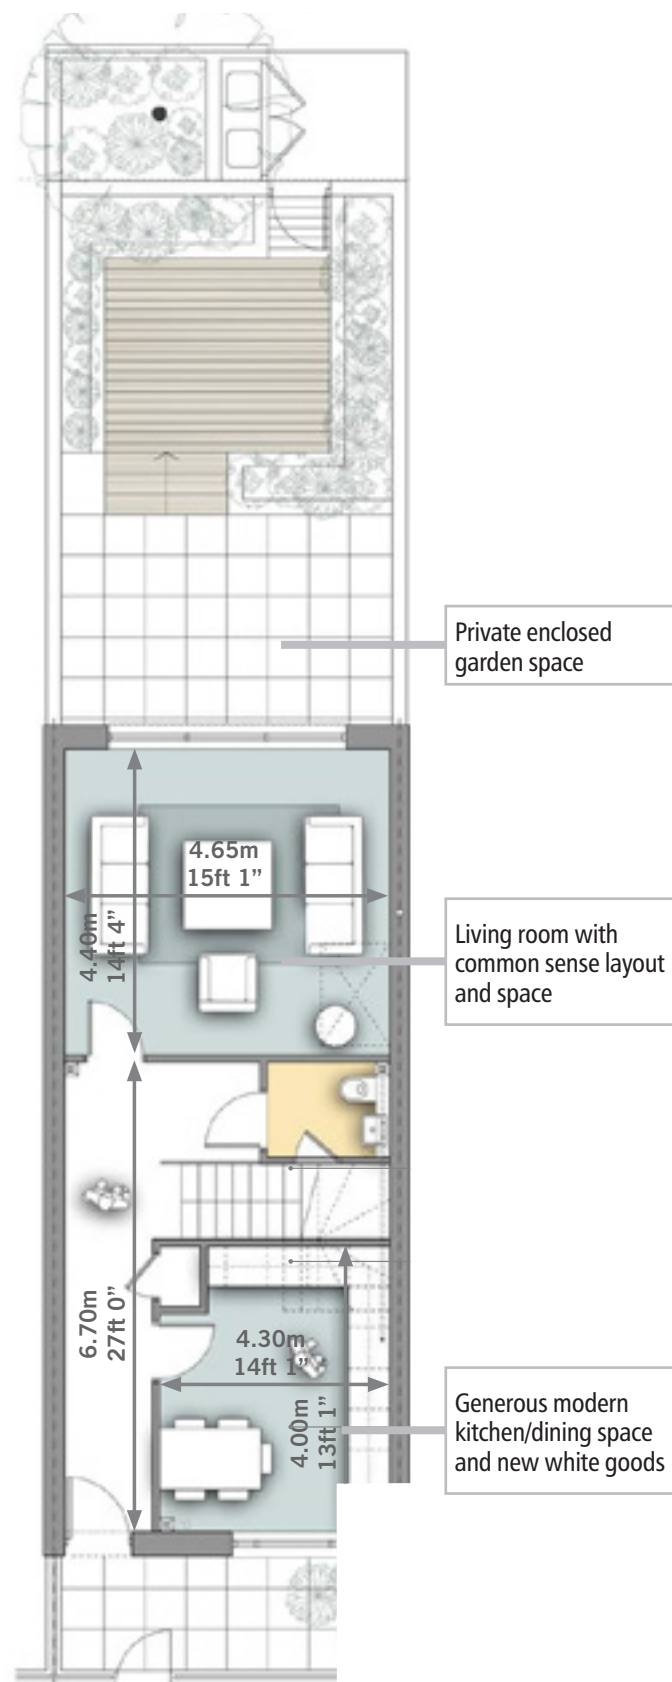 Private enclosed
garden space
4.65m
15ft 1”
4.40m
14ft 4”
Living room with
common sense layout
and space
6.70m
27ft 0”
4.30m
14ft 1”
4.00m
13ft 1”
Generous modern
kitchen/dining space
and new white goods